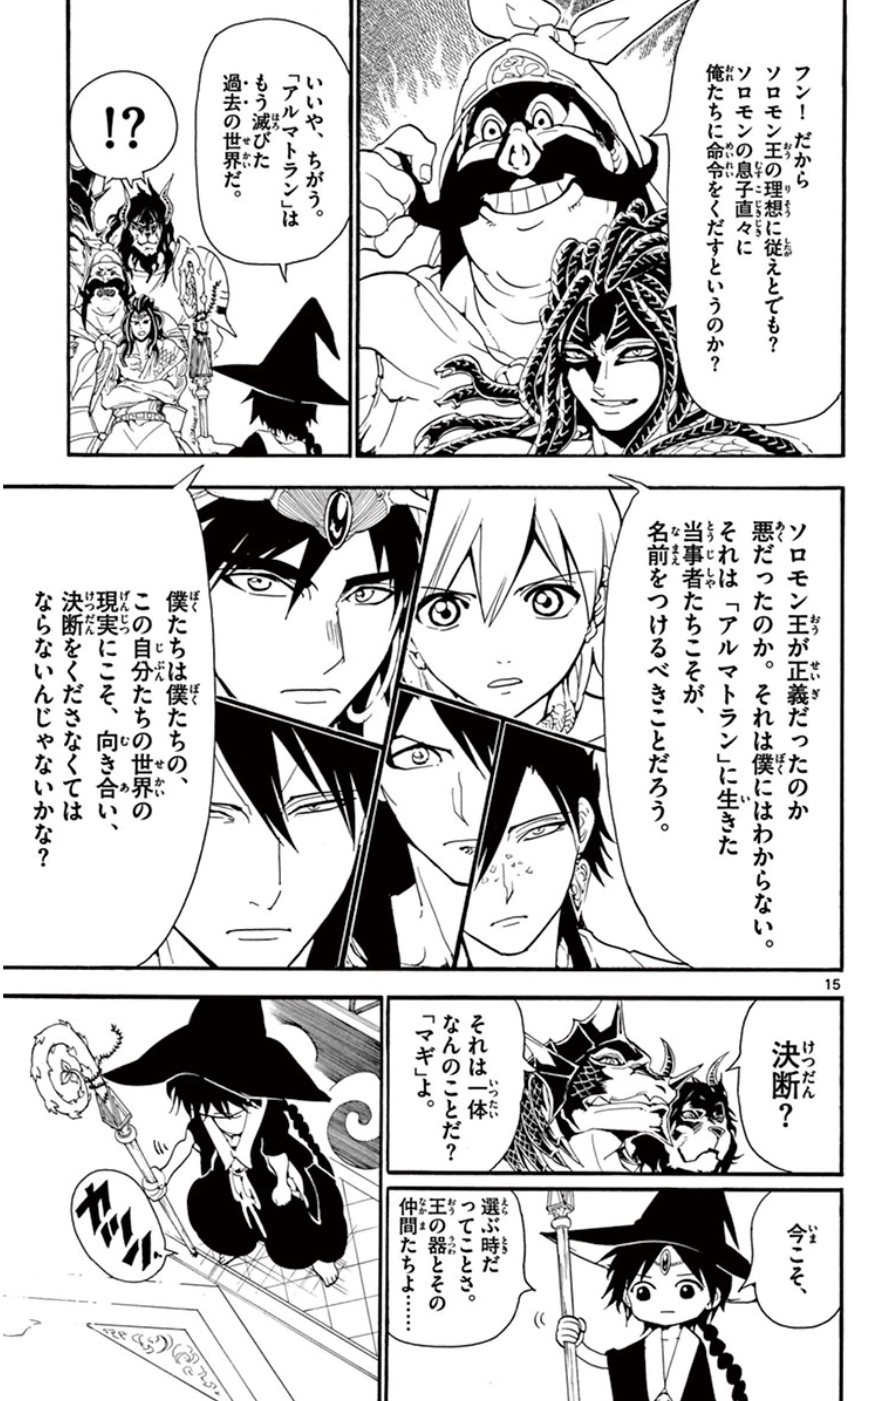 フン！だから
ソロモン王の理想に従えとでも？
ソロモンの息子直々に
俺たちに命令をくだすというのか？
いいや、ちがう。
「アルマトラン」は
もう滅びた
過去の世界だ。
!?
ソロモン王が正義だったのか
悪だったのか。それは僕にはわからない。
それは「アルマトラン」に生きた
当事者たちこそが、
名前をつけるべきことだろう。
僕たちは僕たちの、
この自分たちの世界の
現実にこそ、向き合い、
決断をくださなくては
ならないんじゃないかな？
15
決断？
それは一体
なんのことだ？
「マギ」よ。
今こそ、
選ぶ時だ
ってことさ。
王の器とその
仲間たちよ……
ガッ